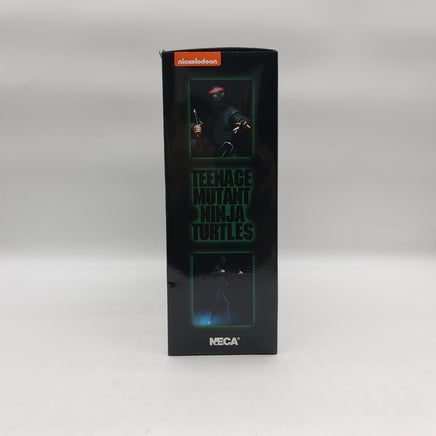 nickelodeon
TEENAGE
MUTANT
NINJA
TURTLES
NECA®